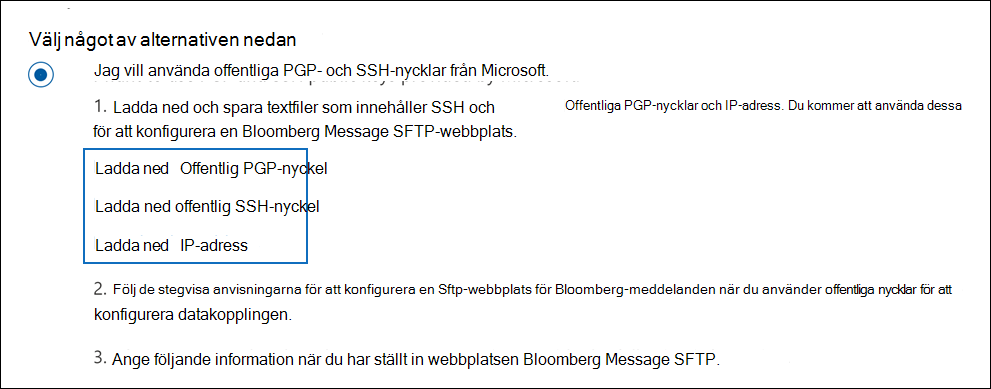 Välj något av alternativen nedan
Jag vill använda offentliga PGP- och SSH-nycklar från Microsoft.
1. Ladda ned och spara textfiler som innehåller SSH och Offentliga PGP-nycklar och IP-adress. Du kommer att använda dessa
för att konfigurera en Bloomberg Message SFTP-webbplats.
Ladda ned Offentlig PGP-nyckel
Ladda ned offentlig SSH-nyckel
Ladda ned IP-adress
2. Följ de stegvisa anvisningarna för att konfigurera en Sftp-webbplats för Bloomberg-meddelanden när du använder offentliga nycklar för att
konfigurera datakopplingen.
3. Ange följande information när du har ställt in webbplatsen Bloomberg Message SFTP.